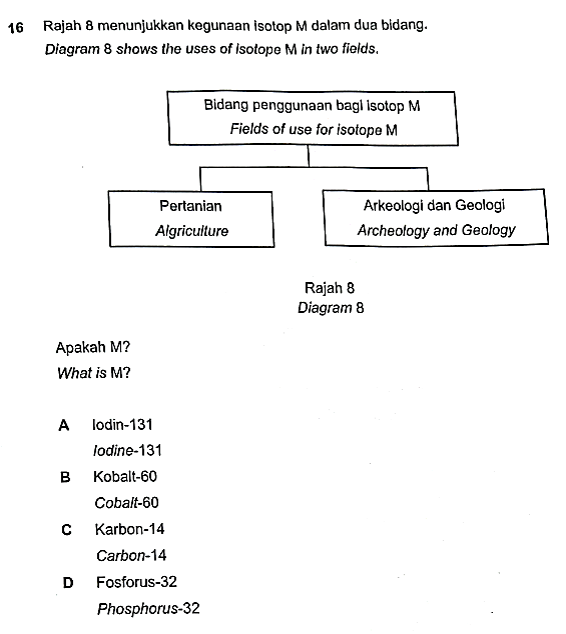 16 Rajah 8 menunjukkan kegunaan isotop M dalam dua bidang.
Diagram 8 shows the uses of isotope M in two fields.
Bidang penggunaan bagi isotop M
Fields of use for isotope M
Pertanian
Algriculture
Arkeologi dan Geologi
Archeology and Geology
Rajah 8
Diagram 8
Apakah M?
What is M?
A Iodin-131
Iodine-131
B Kobalt-60
Cobalt-60
C Karbon-14
Carbon-14
D Fosforus-32
Phosphorus-32